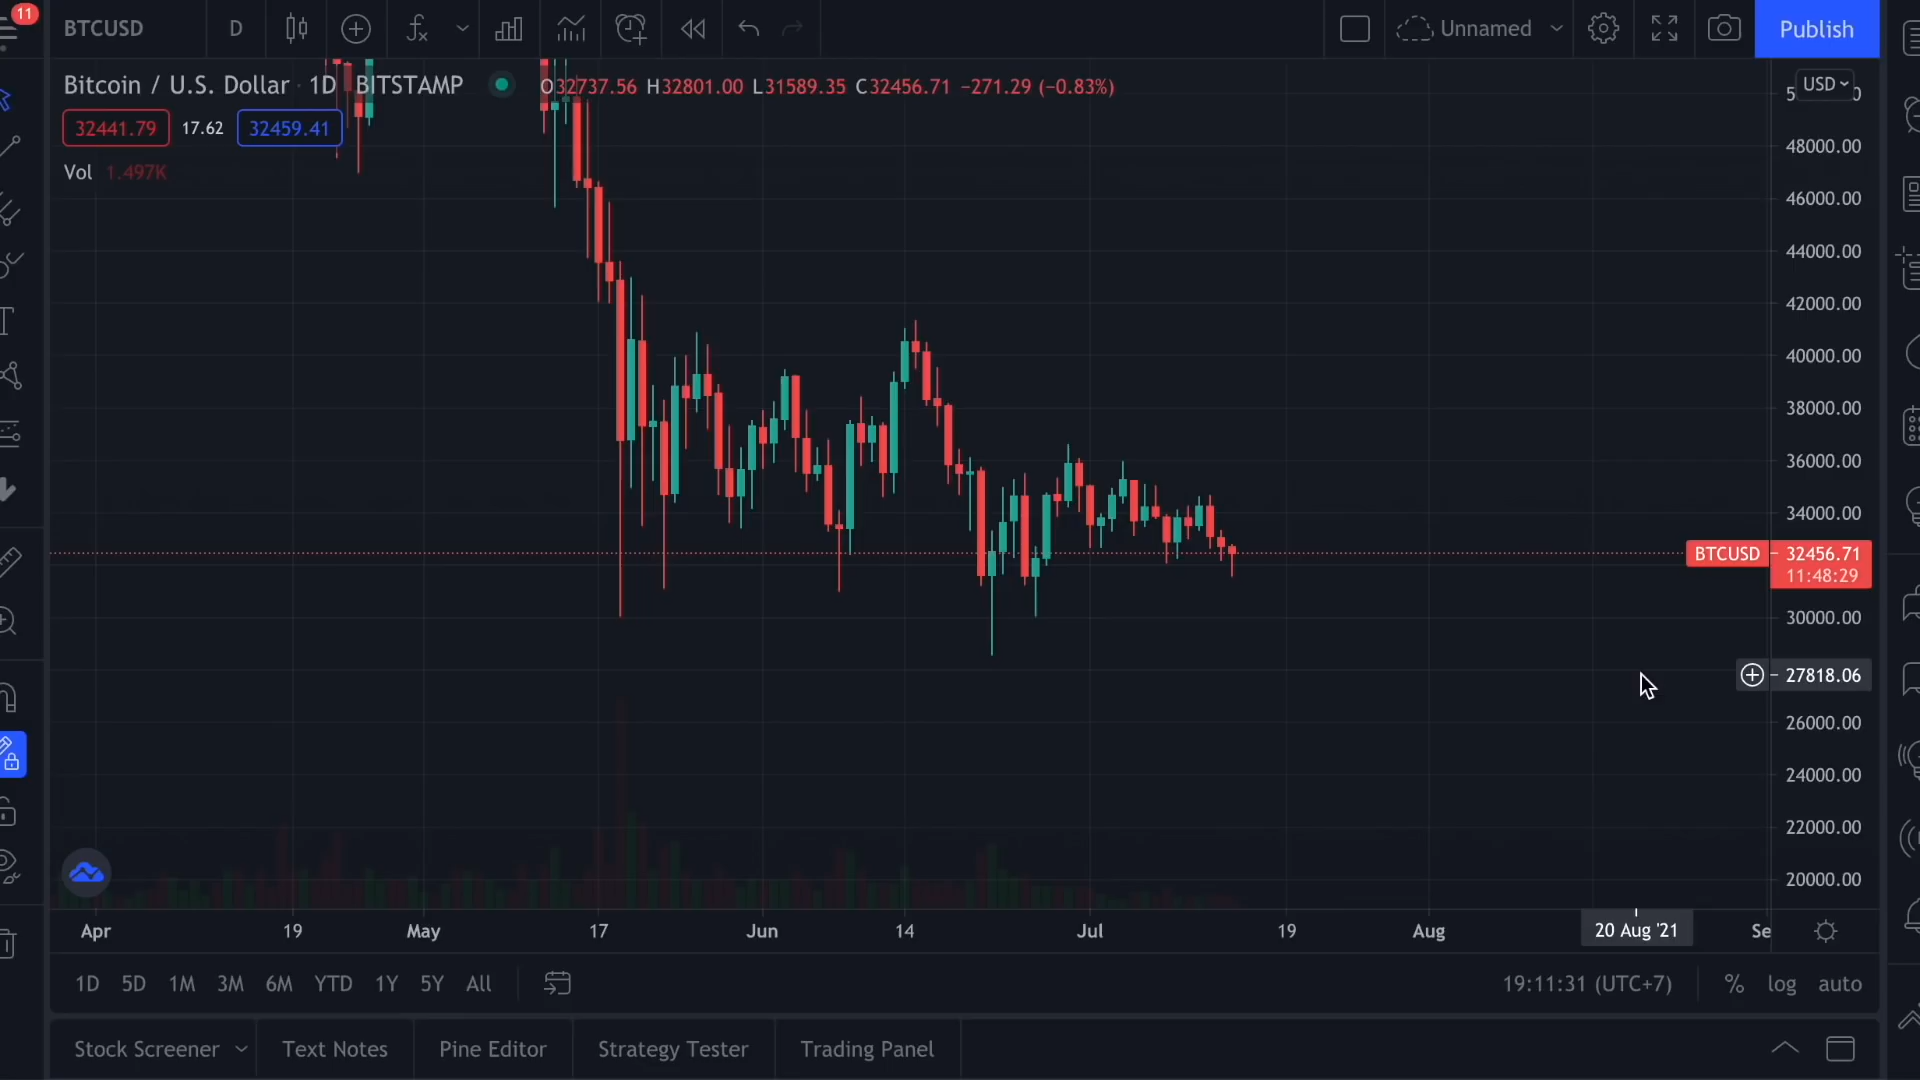 11
BTCUSD D Unnamed Publish
Bitcoin / U.S. Dollar · 1D BITSTAMP O32737.56 H32801.00 L31589.35 C32456.71 −271.29 (−0.83%)
USD
32441.79 17.62 32459.41
Vol 1.497K
48000.00
46000.00
44000.00
42000.00
40000.00
38000.00
36000.00
34000.00
BTCUSD 32456.71
11:48:29
30000.00
27818.06
26000.00
24000.00
22000.00
20000.00
Apr 19 May 17 Jun 14 Jul 19 Aug 20 Aug '21 Se
1D 5D 1M 3M 6M YTD 1Y 5Y All 19:11:31 (UTC+7) % log auto
Stock Screener Text Notes Pine Editor Strategy Tester Trading Panel